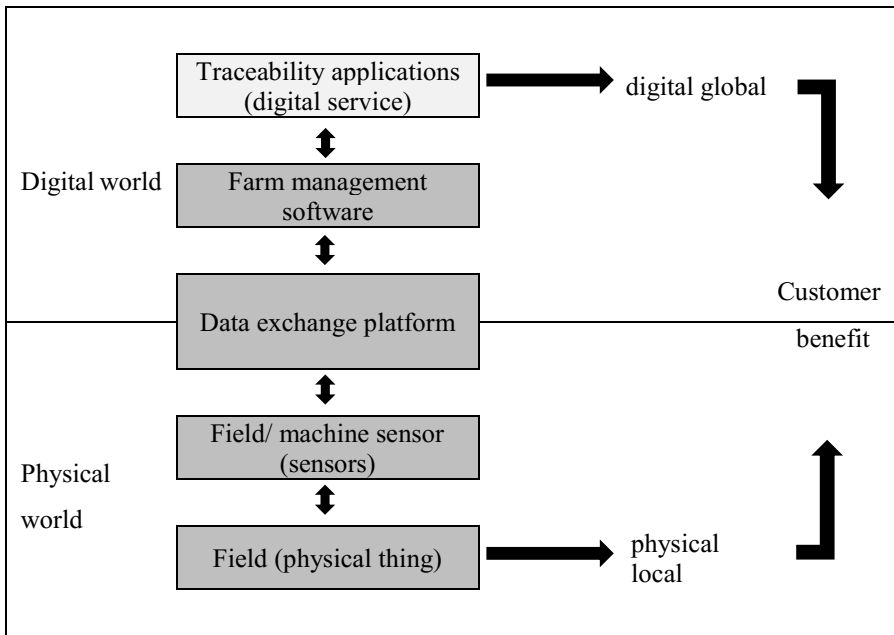 Traceability applications
(digital service)
digital global
Digital world
Farm management
software
Customer
benefit
Data exchange platform
Field/ machine sensor
(sensors)
Physical
world
Field (physical thing)
physical
local